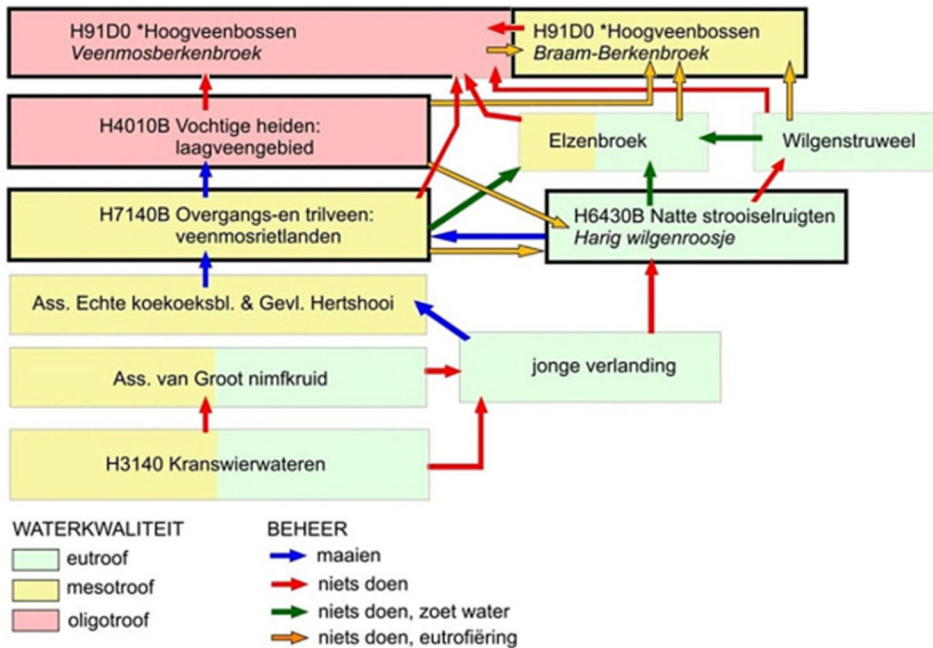 H91D0 *Hoogveenbossen
Veenmosberkenbroek
H91D0 *Hoogveenbossen
Braam-Berkenbroek
H4010B Vochtige heiden:
laagveengebied
Elzenbroek
Wilgenstruweel
H7140B Overgangs-en trilveen:
veenmosrietlanden
H6430B Natte strooiselruigten
Harig wilgenroosje
Ass. Echte koekoeksbl. & Gevl. Hertshooi
jonge verlanding
Ass. van Groot nimfkruid
H3140 Kranswierwateren
WATERKWALITEIT
eutroof
mesotroof
oligotroof
BEHEER
maaien
niets doen
niets doen, zoet water
niets doen, eutrofiëring